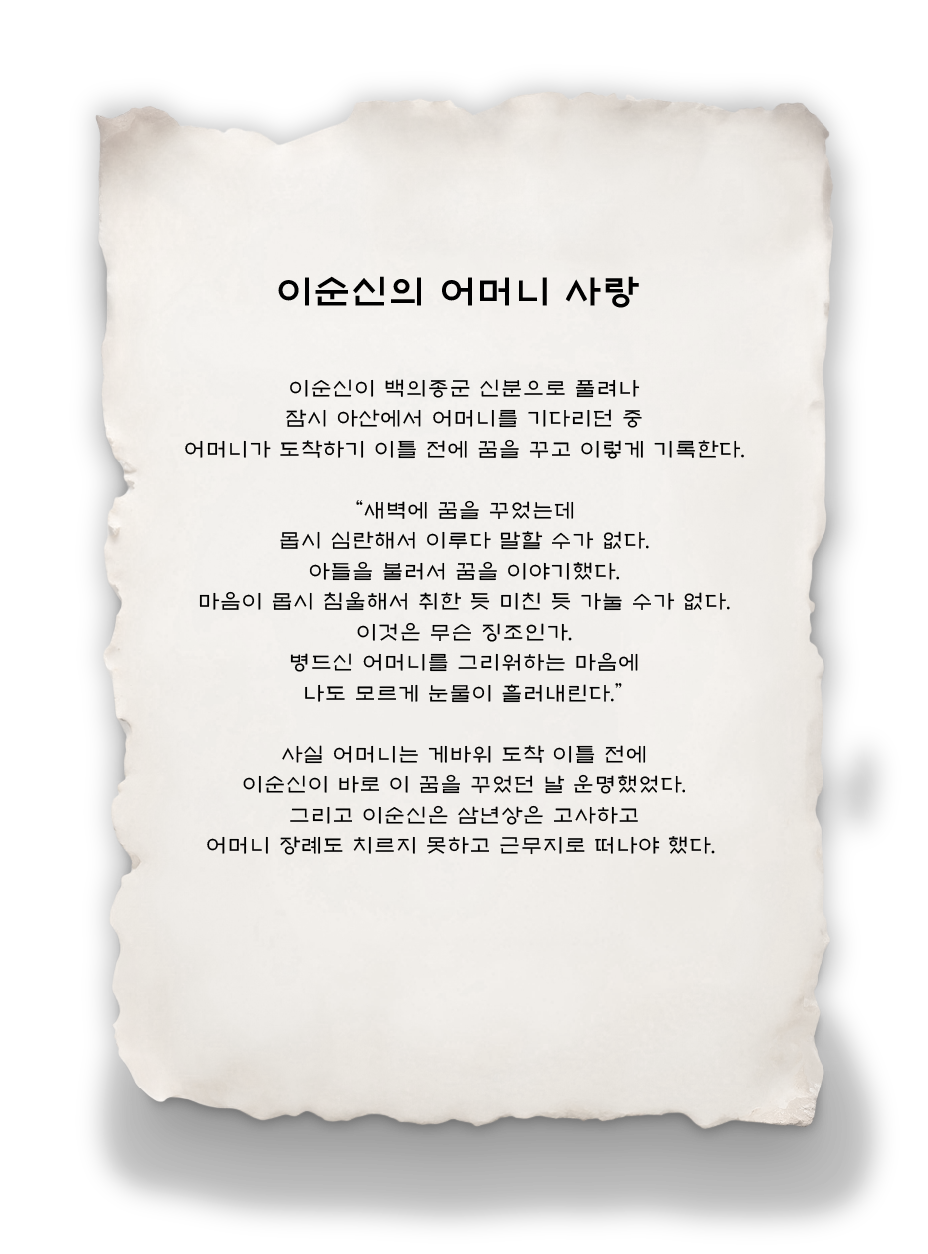 이순신의 어머니 사랑
이순신이 백의종군 신분으로 풀려나
잠시 아산에서 어머니를 기다리던 중
어머니가 도착하기 이틀 전에 꿈을 꾸고 이렇게 기록한다.
“새벽에 꿈을 꾸었는데
몹시 심란해서 이루다 말할 수가 없다.
아들을 불러서 꿈을 이야기했다.
마음이 몹시 침울해서 취한 듯 미친 듯 가눌 수가 없다.
이것은 무슨 징조인가.
병드신 어머니를 그리워하는 마음에
나도 모르게 눈물이 흘러내린다.”
사실 어머니는 게바위 도착 이틀 전에
이순신이 바로 이 꿈을 꾸었던 날 운명했었다.
그리고 이순신은 삼년상은 고사하고
어머니 장례도 치르지 못하고 근무지로 떠나야 했다.